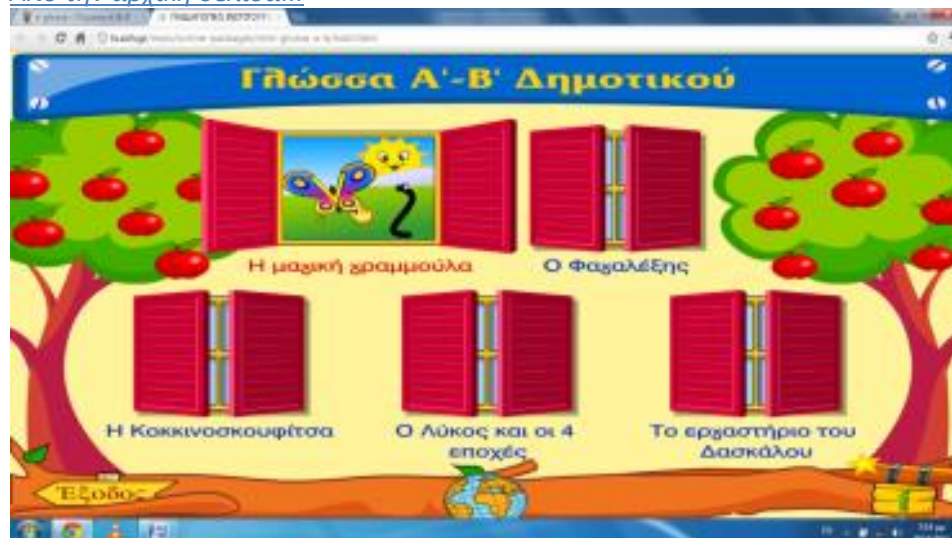 Γλώσσα Α'-Β' Δημοτικού
Η μαγική γραμμούλα
Ο Φαγαλέξης
Η Κοκκινοσκουφίτσα
Ο Λύκος και οι 4
εποχές
Το εργαστήριο του
Δασκάλου
Έξοδος